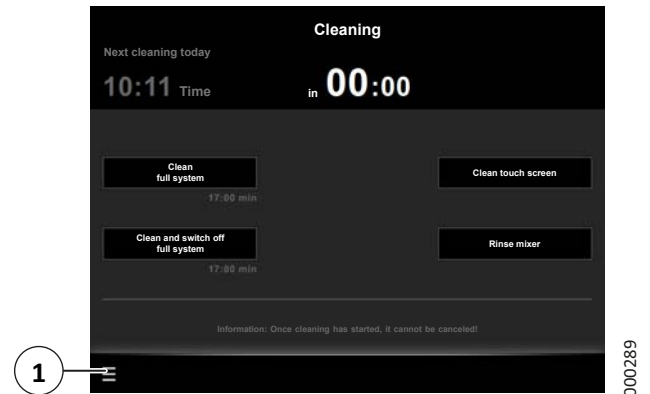 Cleaning
Next cleaning today
10:11 Time
in 00:00
Clean
full system
Clean touch screen
17:00 min
Clean and switch off
full system
Rinse mixer
17:00 min
Information: Once cleaning has started, it cannot be canceled!
1
000289